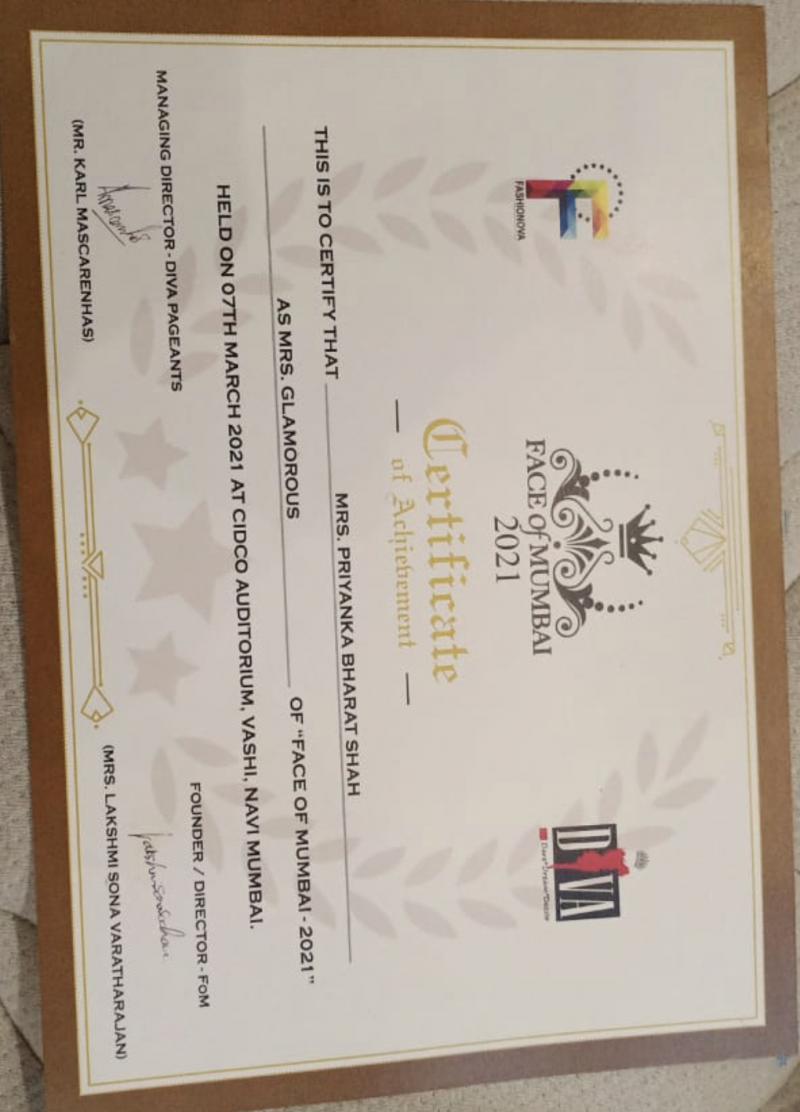 FASHIONOVA
FACE of MUMBAI
2021
DIVA
Certificate
of Achievement
THIS IS TO CERTIFY THAT MRS. PRIYANKA BHARAT SHAH
AS MRS. GLAMOROUS OF "FACE OF MUMBAI - 2021"
HELD ON 07TH MARCH 2021 AT CIDCO AUDITORIUM, VASHI, NAVI MUMBAI.
MANAGING DIRECTOR - DIVA PAGEANTS
(MR. KARL MASCARENHAS)
FOUNDER / DIRECTOR - FOM
(MRS. LAKSHMI SONA VARATHARAJAN)